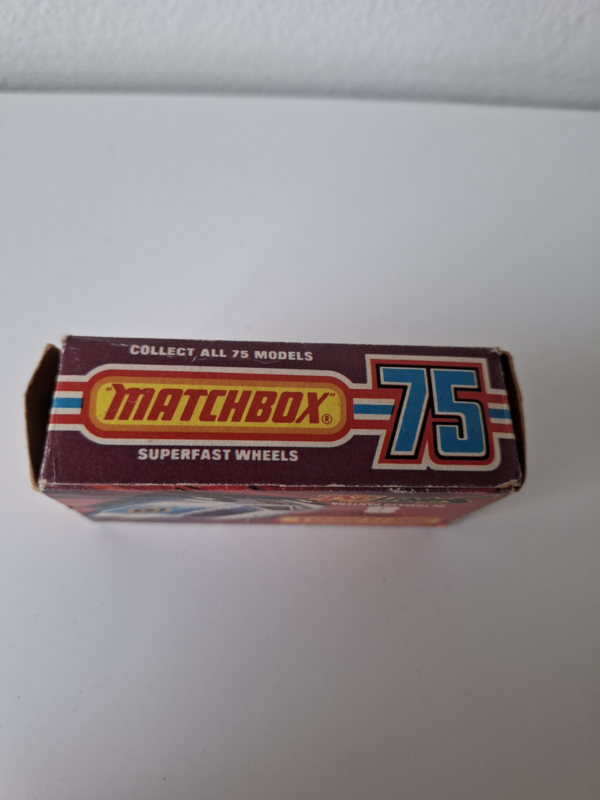 COLLECT ALL 75 MODELS
"MATCHBOX"®
75
SUPERFAST WHEELS